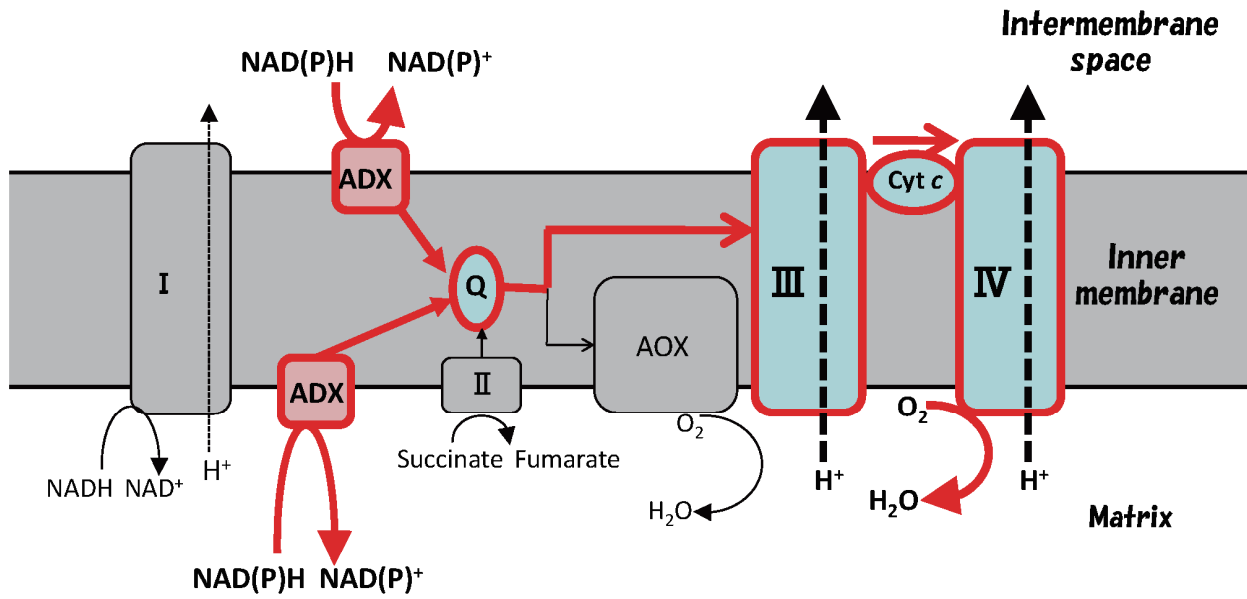 Intermembrane
space
NAD(P)H NAD(P)⁺
ADX
Cyt c
I
Q
III
IV
Inner
membrane
AOX
ADX
II
O₂
O₂
Succinate Fumarate
H⁺
H⁺
H⁺
NADH NAD⁺
H₂O
H₂O
Matrix
NAD(P)H NAD(P)⁺